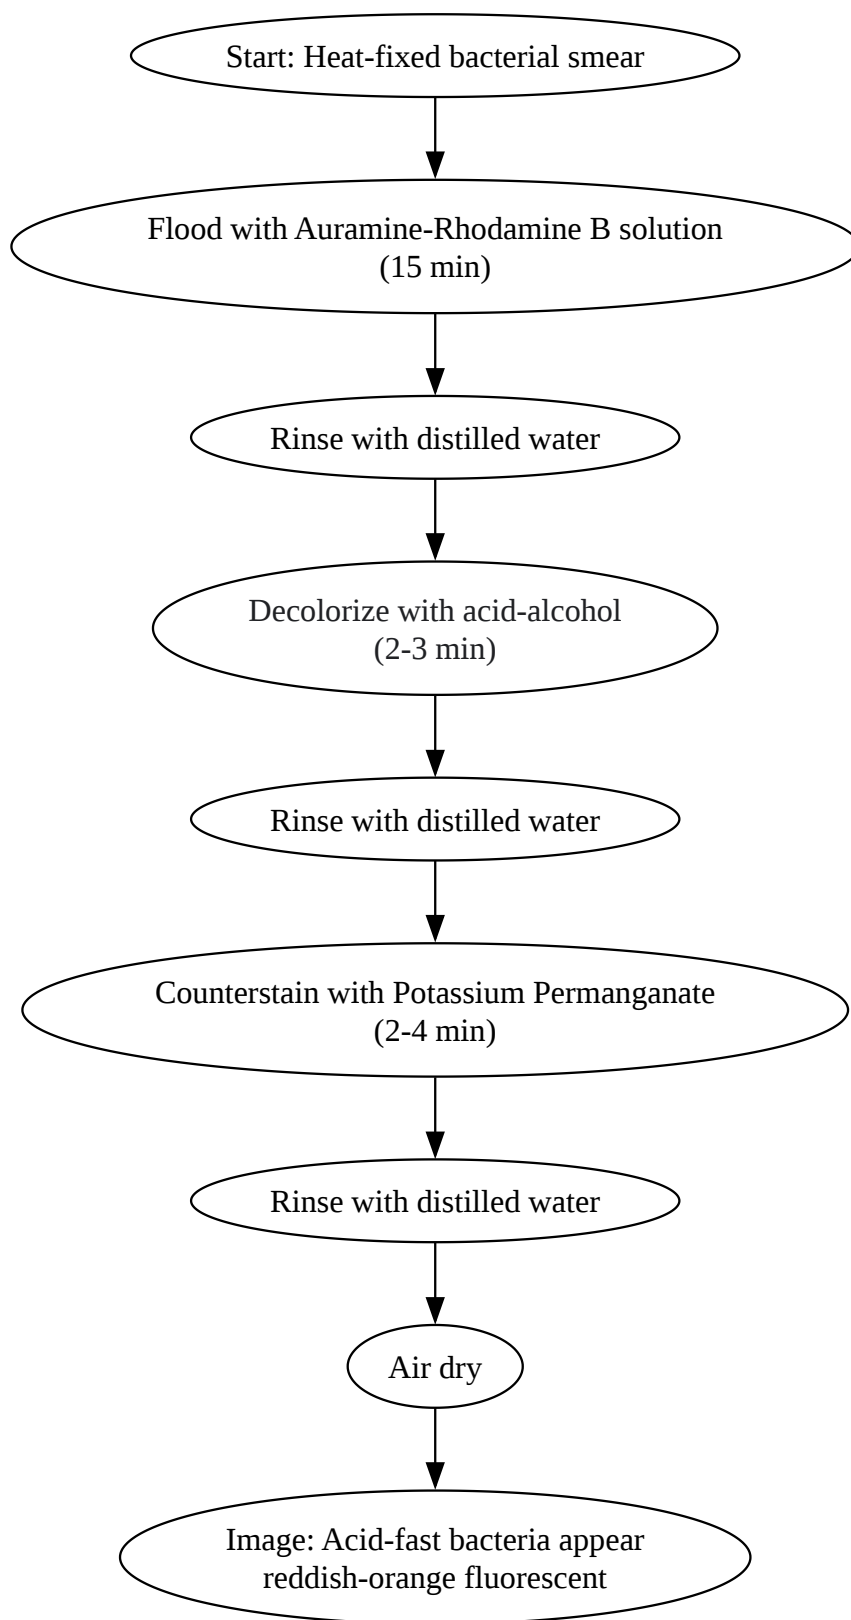 Start: Heat-fixed bacterial smear
Flood with Auramine-Rhodamine B solution
(15 min)
Rinse with distilled water
Decolorize with acid-alcohol
(2-3 min)
Rinse with distilled water
Counterstain with Potassium Permanganate
(2-4 min)
Rinse with distilled water
Air dry
Image: Acid-fast bacteria appear
reddish-orange fluorescent